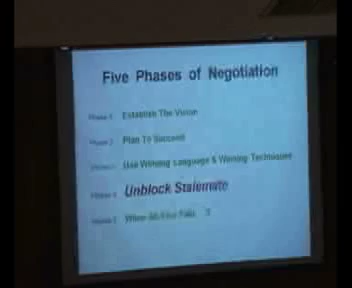 Five Phases of Negotiation
Phase 1 Establish The Vision
Phase 2 Plan To Succeed
Phase 3 Use Winning Language & Winning Techniques
Phase 4 Unblock Stalemate
Phase 5 When All Else Fails